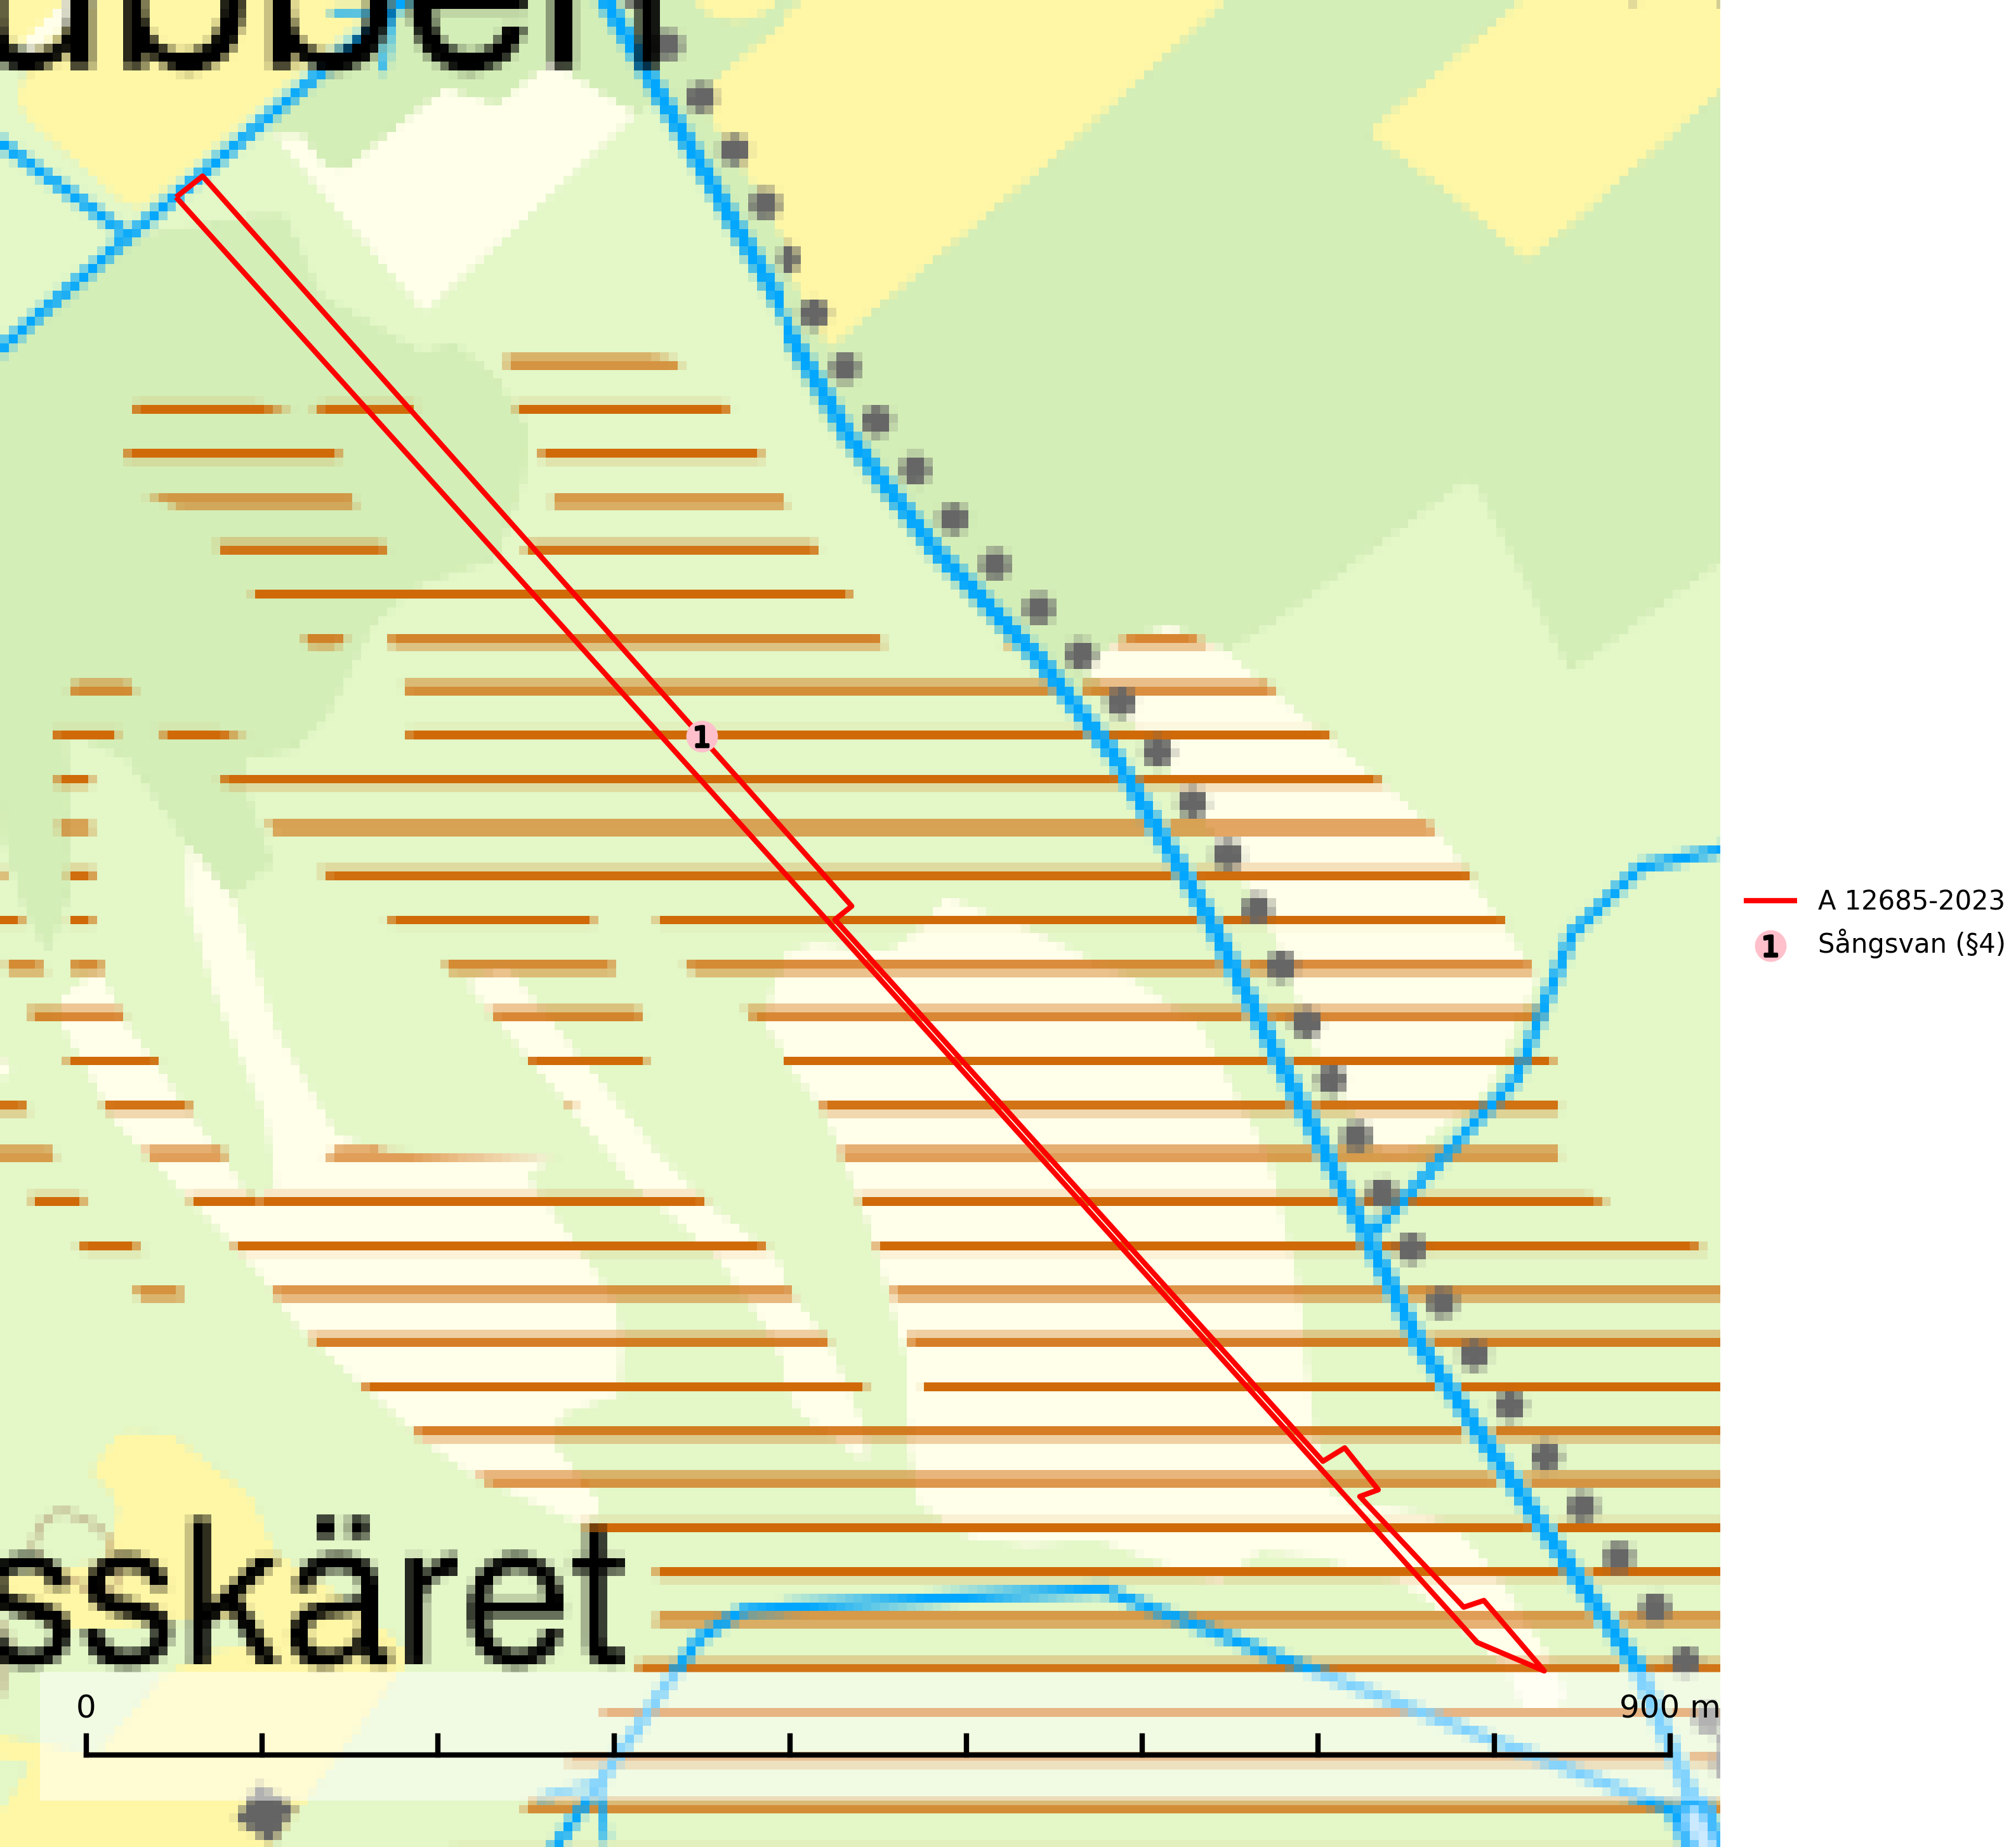 sskäret
1
0
900 m
A 12685-2023
1 Sångsvan (§4)